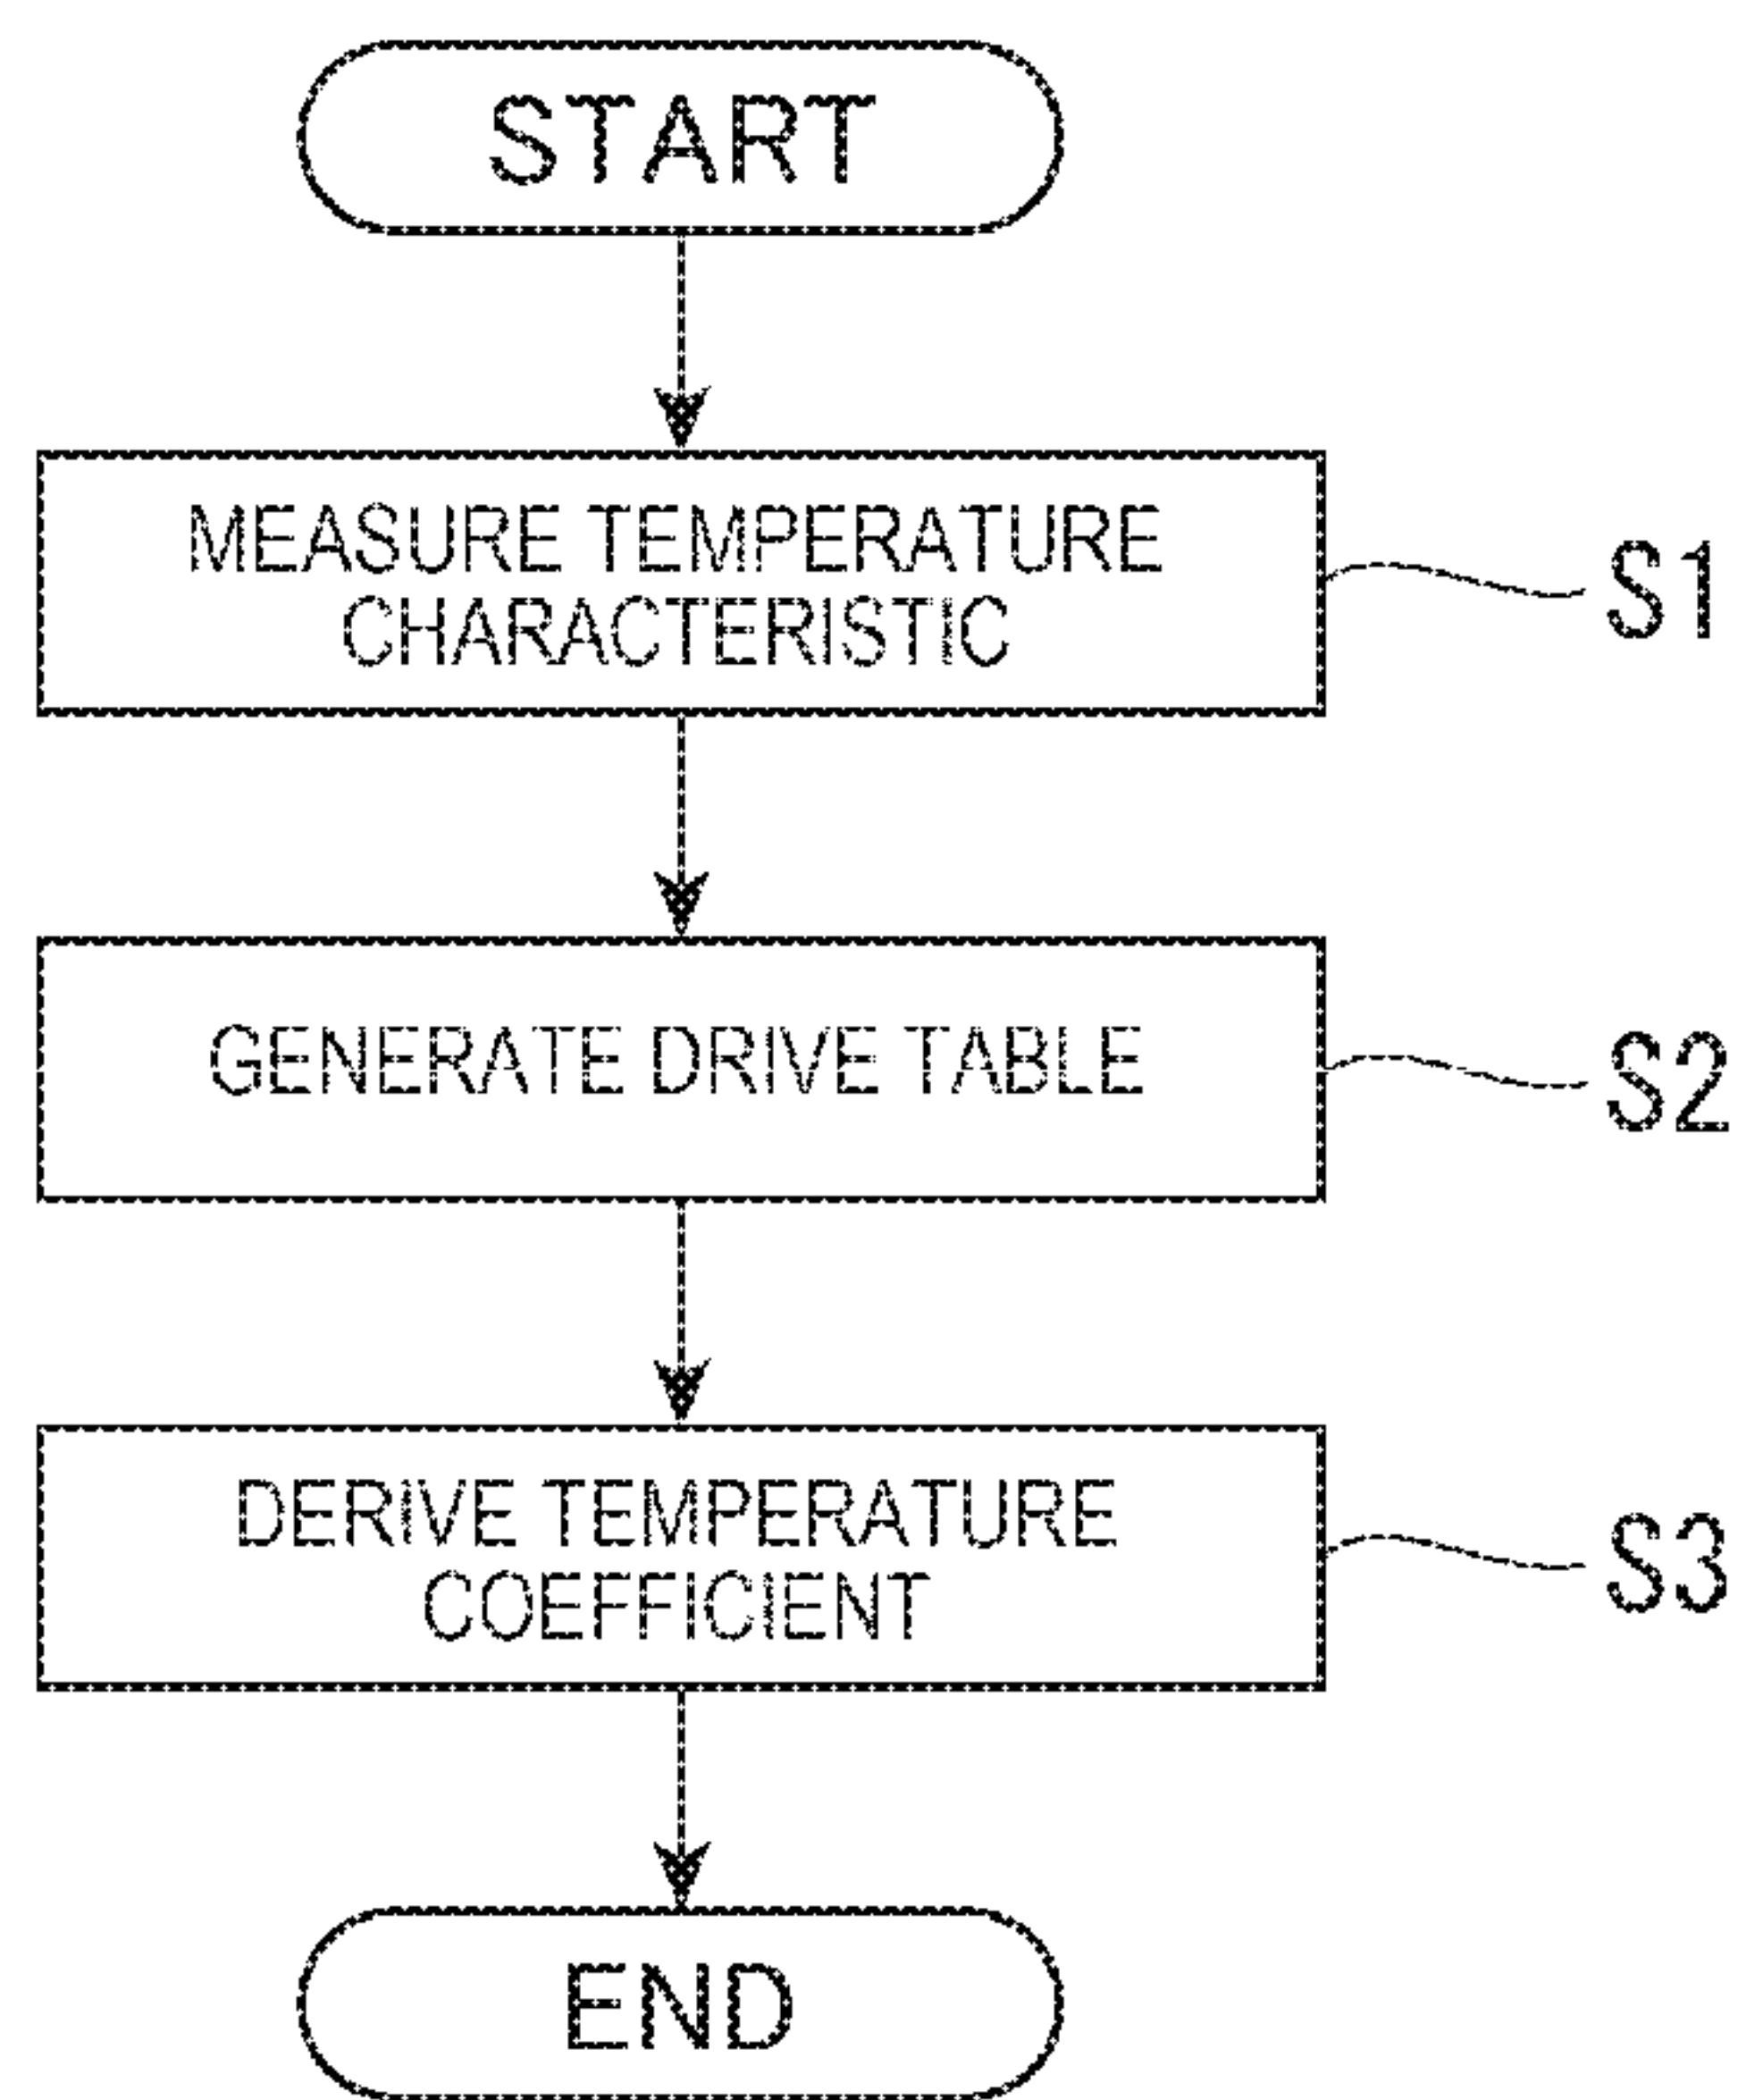 START
MEASURE TEMPERATURE
CHARACTERISTIC
S1
GENERATE DRIVE TABLE
S2
DERIVE TEMPERATURE
COEFFICIENT
S3
END